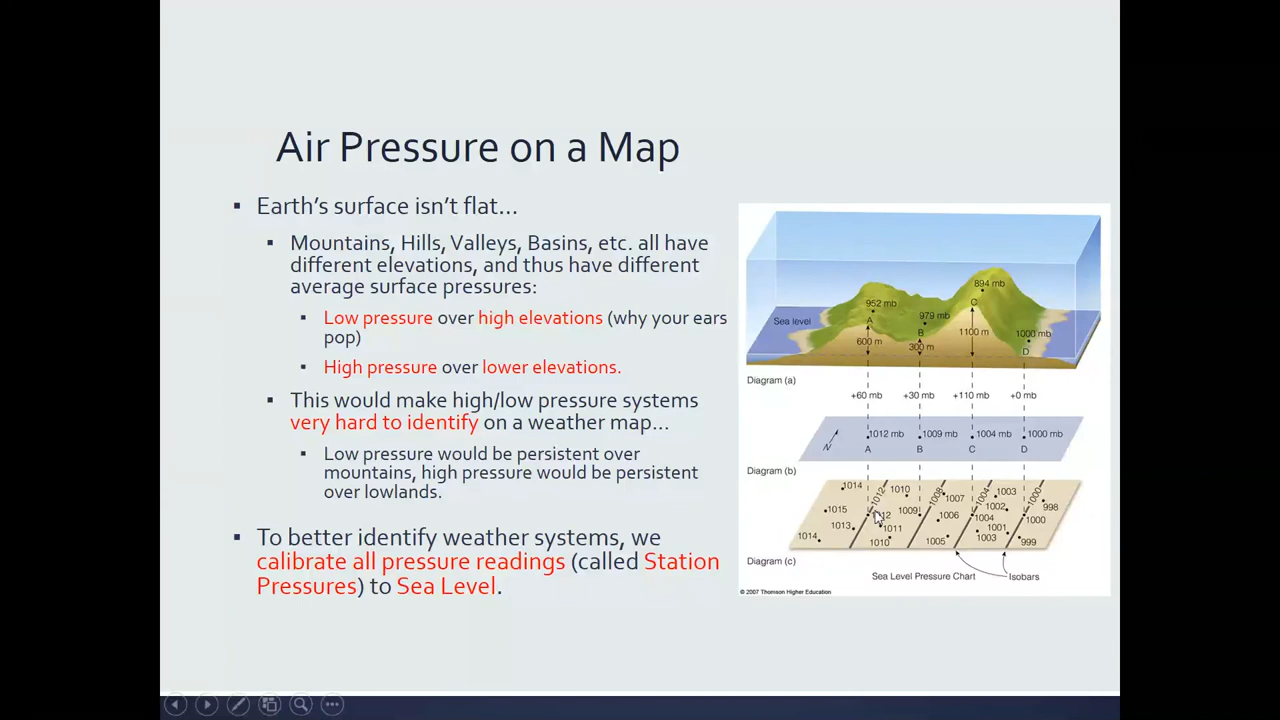 Air Pressure on a Map
▪ Earth's surface isn't flat…
▪ Mountains, Hills, Valleys, Basins, etc. all have
different elevations, and thus have different
average surface pressures:
▪ Low pressure over high elevations (why your ears
pop)
▪ High pressure over lower elevations.
▪ This would make high/low pressure systems
very hard to identify on a weather map…
▪ Low pressure would be persistent over
mountains, high pressure would be persistent
over lowlands.
▪ To better identify weather systems, we
calibrate all pressure readings (called Station
Pressures) to Sea Level.
894 mb
952 mb
C
979 mb
Sea level
A
1000 mb
B
1100 m
600 m
300 m
D
Diagram (a)
+60 mb +30 mb +110 mb +0 mb
N
1012 mb 1009 mb 1004 mb 1000 mb
A B C D
Diagram (b)
1014 1012 1010 1008 1007 1004 1003 1000
1015 1009 1006 1002 998
1013 1011 1004 1001 1000
1014 1010 1005 1003 999
Diagram (c)
Sea Level Pressure Chart Isobars
© 2007 Thomson Higher Education